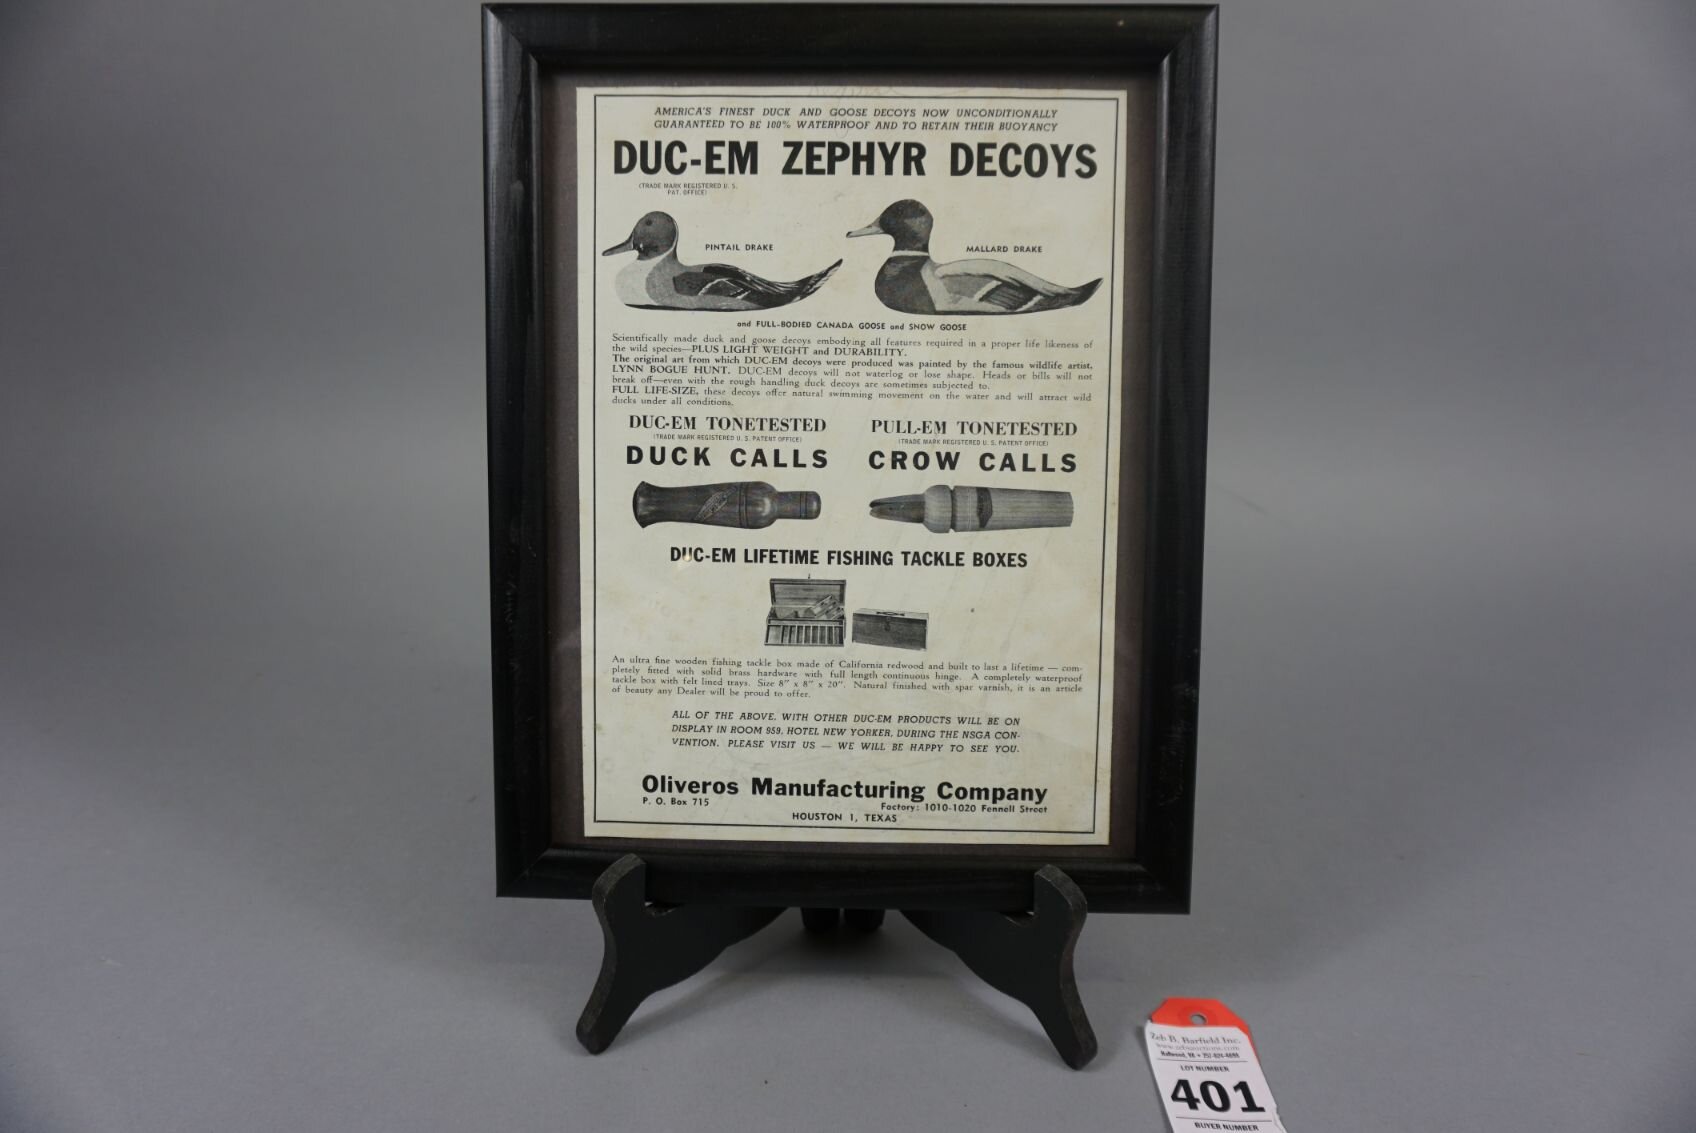 AMERICA'S FINEST DUCK AND GOOSE DECOYS NOW UNCONDITIONALLY
GUARANTEED TO BE 100% WATERPROOF AND TO RETAIN THEIR BUOYANCY
DUC-EM ZEPHYR DECOYS
(TRADE MARK REGISTERED U. S.
PAT. OFFICE)
PINTAIL DRAKE
MALLARD DRAKE
and FULL-BODIED CANADA GOOSE and SNOW GOOSE
Scientifically made duck and goose decoys embodying all features required in a proper life likeness of
the wild species—PLUS LIGHT WEIGHT and DURABILITY.
The original art from which DUC-EM decoys were produced was painted by the famous wildlife artist,
LYNN BOGUE HUNT. DUC-EM decoys will not waterlog or lose shape. Heads or bills will not
break off—even with the rough handling duck decoys are sometimes subjected to.
FULL LIFE-SIZE, these decoys offer natural swimming movement on the water and will attract wild
ducks under all conditions.
DUC-EM TONETESTED
(TRADE MARK REGISTERED U. S. PATENT OFFICE)
DUCK CALLS
PULL-EM TONETESTED
(TRADE MARK REGISTERED U. S. PATENT OFFICE)
CROW CALLS
DUC-EM LIFETIME FISHING TACKLE BOXES
An ultra fine wooden fishing tackle box made of California redwood and built to last a lifetime — com-
pletely fitted with solid brass hardware with full length continuous hinge. A completely waterproof
tackle box with felt lined trays. Size 8" x 8" x 20". Natural finished with spar varnish, it is an article
of beauty any Dealer will be proud to offer.
ALL OF THE ABOVE, WITH OTHER DUC-EM PRODUCTS WILL BE ON
DISPLAY IN ROOM 959, HOTEL NEW YORKER, DURING THE NSGA CON-
VENTION. PLEASE VISIT US — WE WILL BE HAPPY TO SEE YOU.
Oliveros Manufacturing Company
P. O. Box 715
Factory: 1010-1020 Fennell Street
HOUSTON 1, TEXAS
Zeb B. Barfield Inc.
www.zebsauctions.com
Hallwood, VA • 757-824-4698
LOT NUMBER
401
BUYER NUMBER